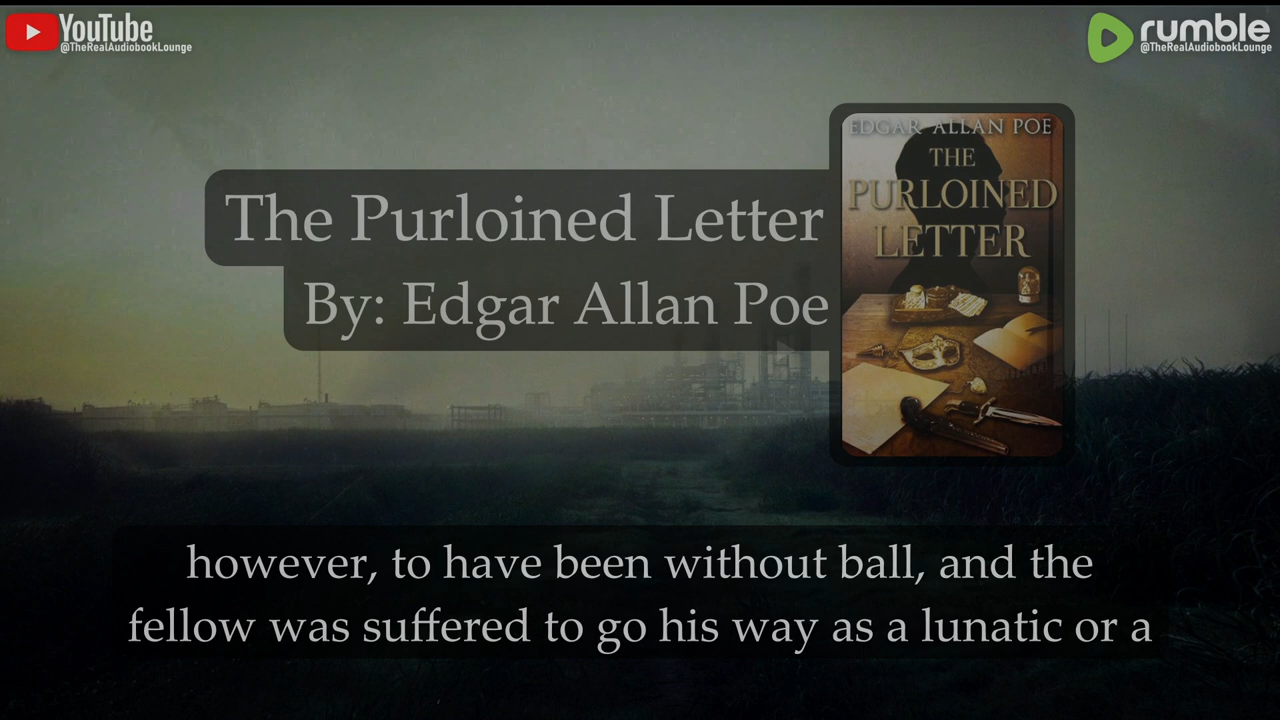 YouTube
@TheRealAudiobookLounge
rumble
@TheRealAudiobookLounge
EDGAR ALLAN POE
THE
PURLOINED
LETTER
The Purloined Letter
By: Edgar Allan Poe
however, to have been without ball, and the
fellow was suffered to go his way as a lunatic or a